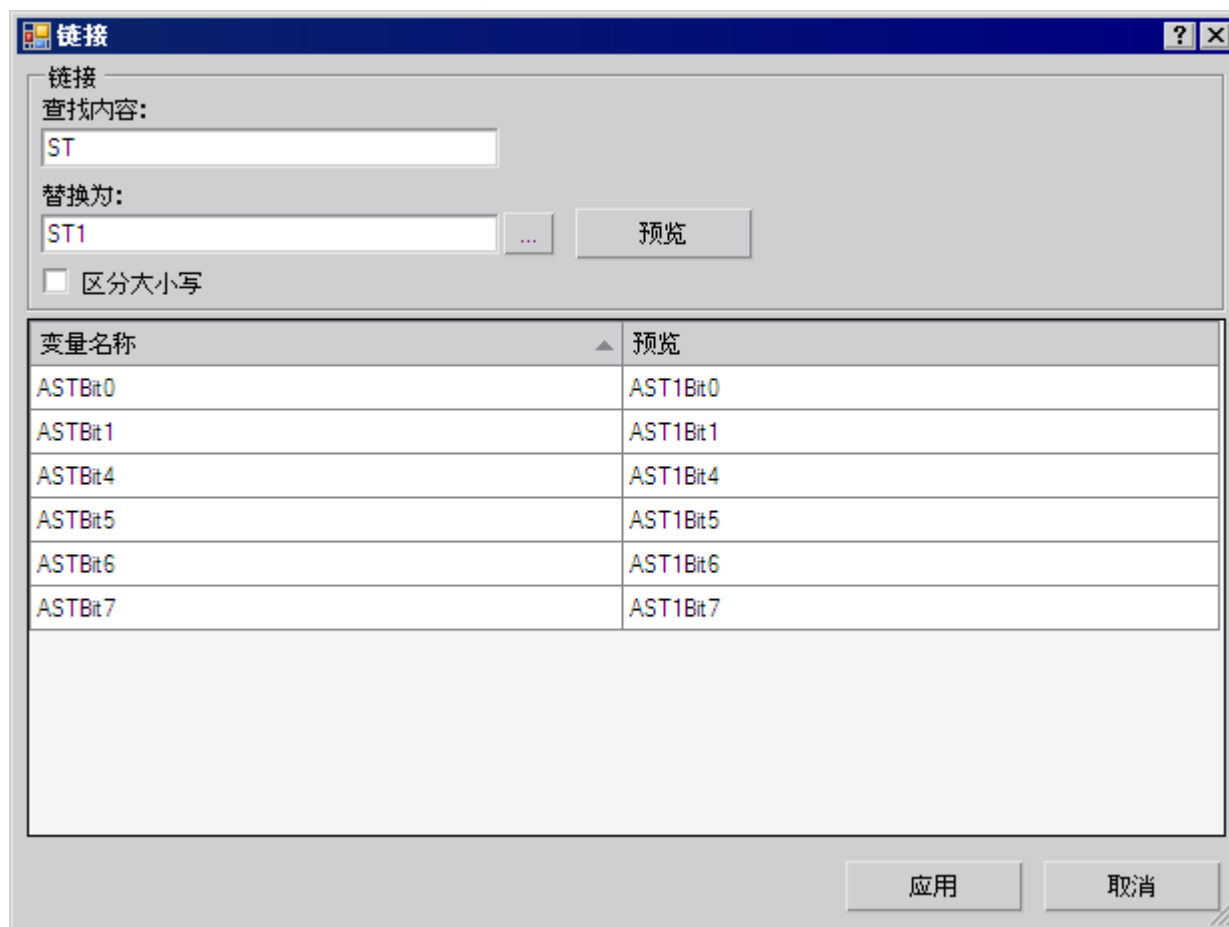 链接
链接
查找内容:
ST
替换为:
ST1 ... 预览
区分大小写
变量名称 预览
ASTBit0 AST1Bit0
ASTBit1 AST1Bit1
ASTBit4 AST1Bit4
ASTBit5 AST1Bit5
ASTBit6 AST1Bit6
ASTBit7 AST1Bit7
应用 取消